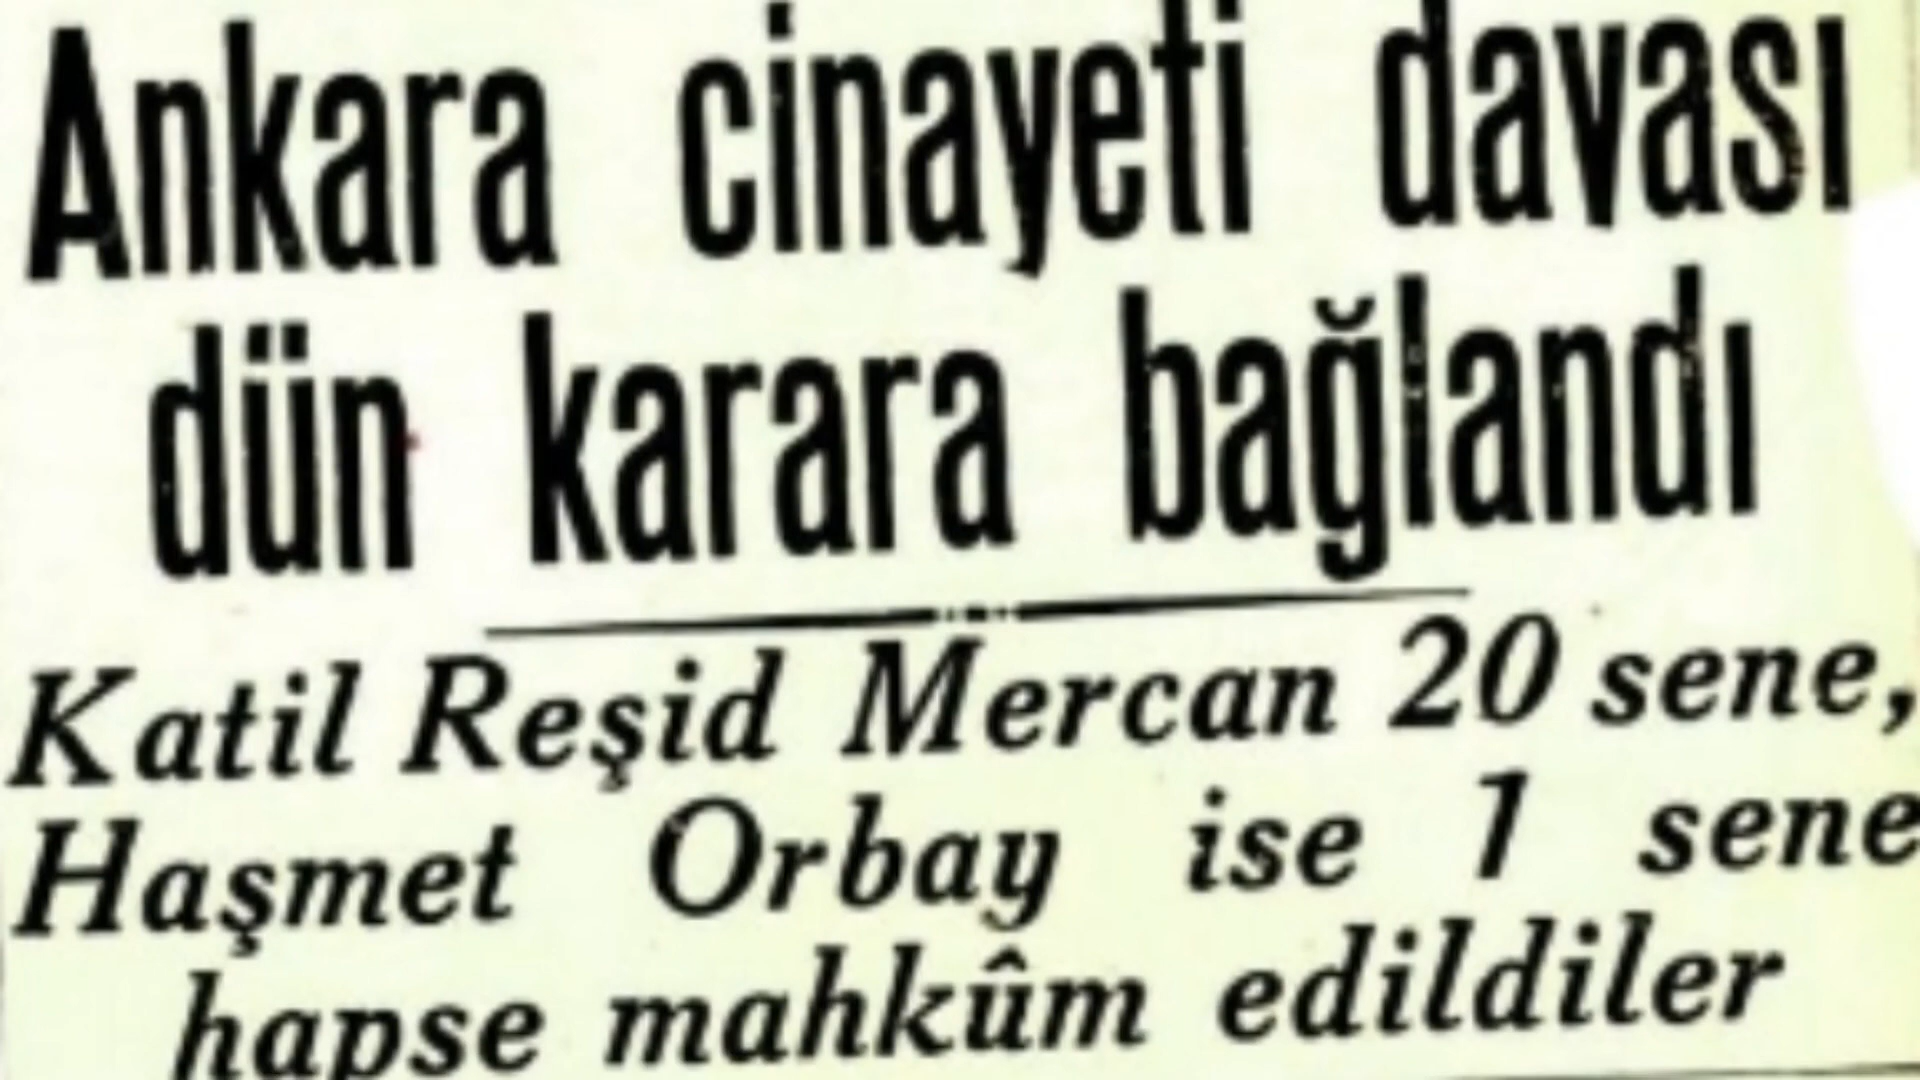 Ankara cinayeti davası
dün karara bağlandı
Katil Reşid Mercan 20 sene,
Haşmet Orbay ise 1 sene
hapse mahkûm edildiler